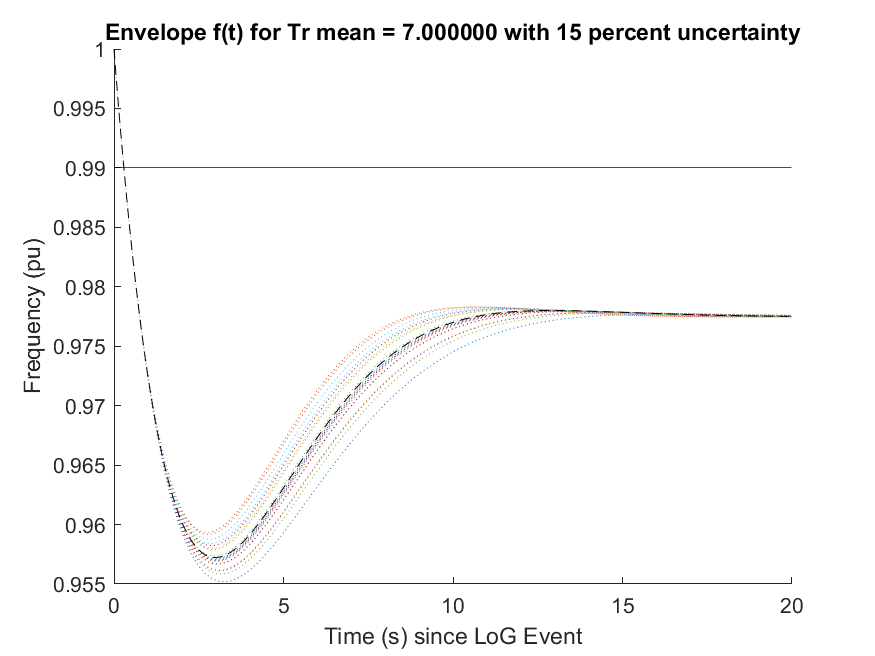 Envelope f(t) for Tr mean = 7.000000 with 15 percent uncertainty
1
0.995
0.99
0.985
0.98
0.975
0.97
0.965
0.96
0.955
Frequency (pu)
0 5 10 15 20
Time (s) since LoG Event